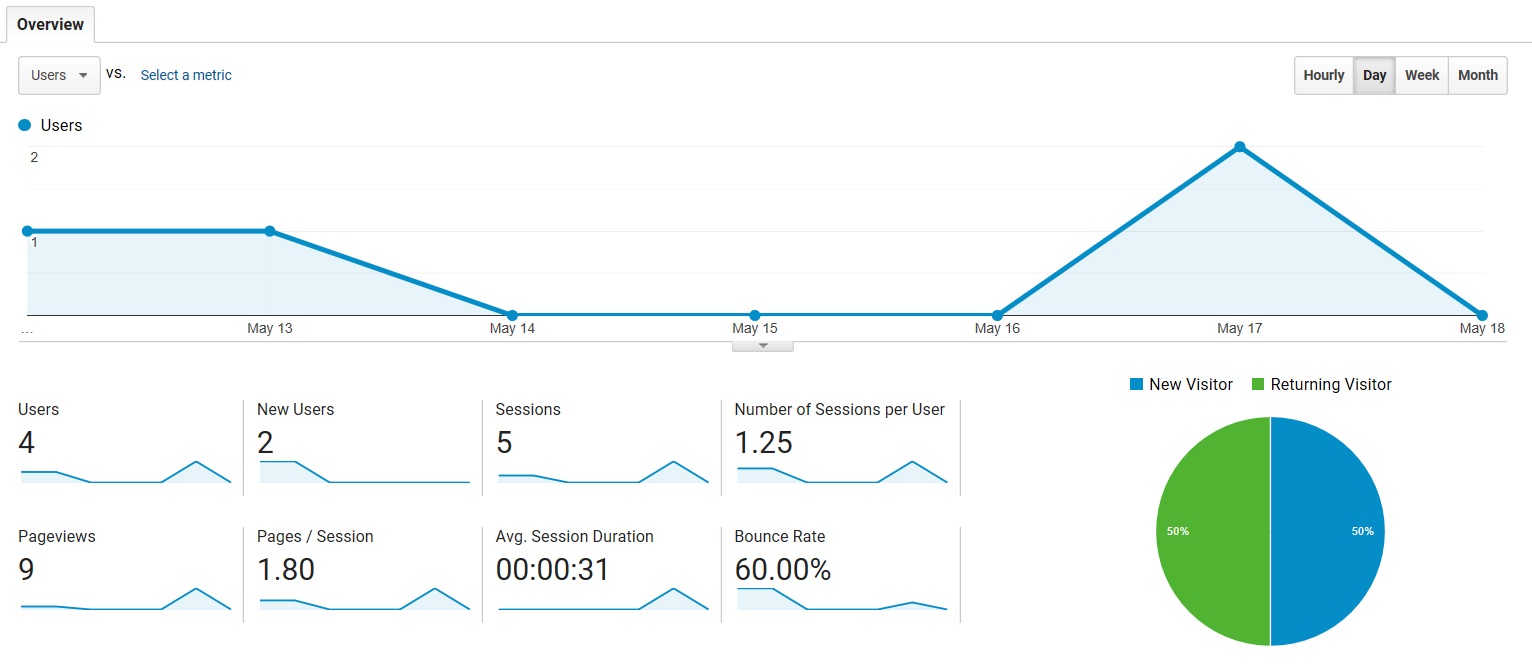 Overview
Users vs. Select a metric Hourly Day Week Month
Users
2
1
... May 13 May 14 May 15 May 16 May 17 May 18
New Visitor Returning Visitor
Users New Users Sessions Number of Sessions per User
4 2 5 1.25
50% 50%
Pageviews Pages / Session Avg. Session Duration Bounce Rate
9 1.80 00:00:31 60.00%